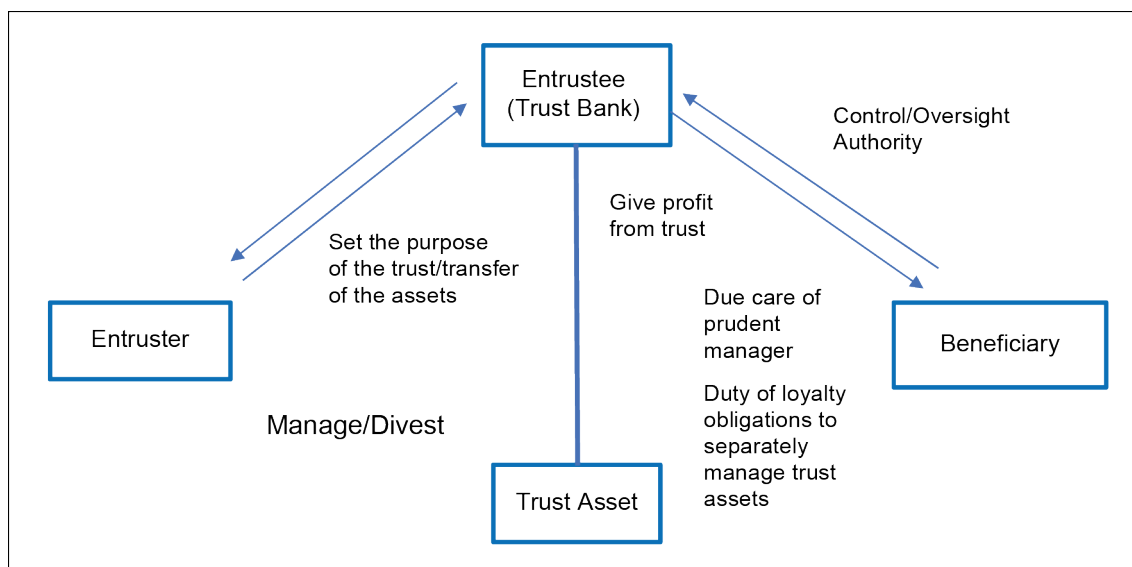 Entrustee
(Trust Bank)
Control/Oversight
Authority
Give profit
from trust
Set the purpose
of the trust/transfer
of the assets
Entruster
Due care of
prudent
manager
Beneficiary
Duty of loyalty
obligations to
separately
manage trust
assets
Manage/Divest
Trust Asset